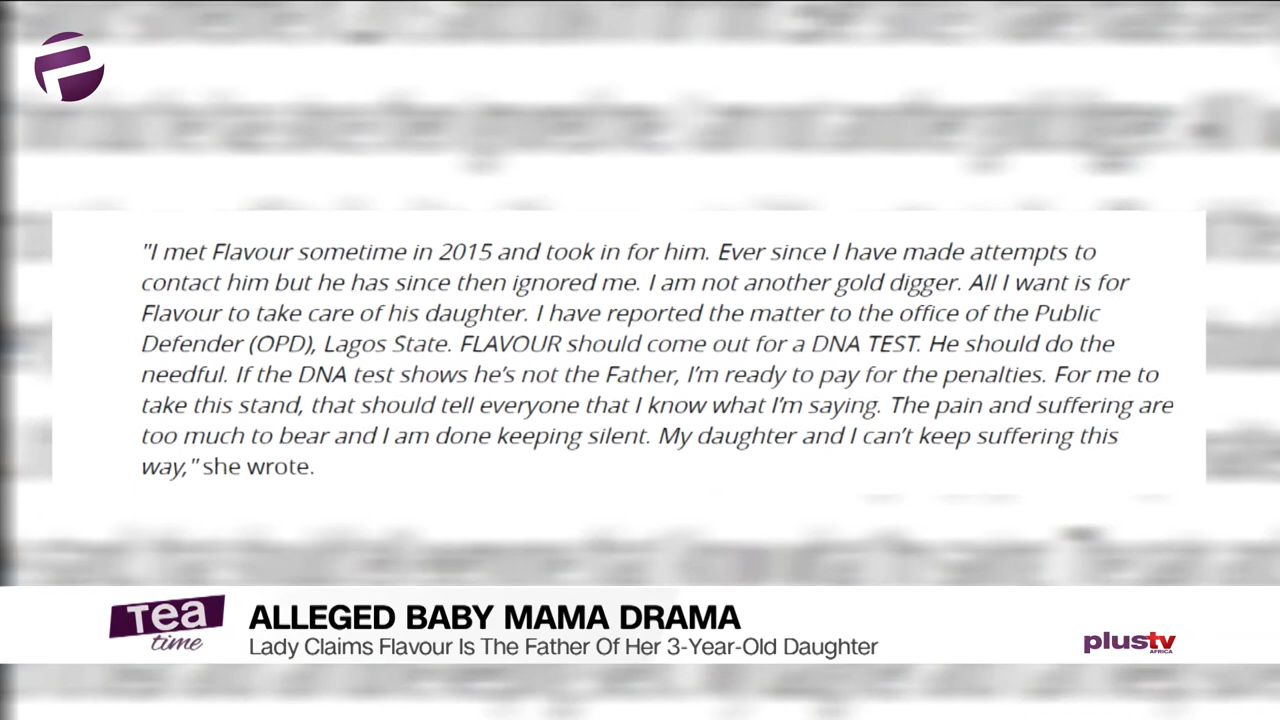 "I met Flavour sometime in 2015 and took in for him. Ever since I have made attempts to
contact him but he has since then ignored me. I am not another gold digger. All I want is for
Flavour to take care of his daughter. I have reported the matter to the office of the Public
Defender (OPD), Lagos State. FLAVOUR should come out for a DNA TEST. He should do the
needful. If the DNA test shows he's not the Father, I'm ready to pay for the penalties. For me to
take this stand, that should tell everyone that I know what I'm saying. The pain and suffering are
too much to bear and I am done keeping silent. My daughter and I can't keep suffering this
way," she wrote.
Tea
time
ALLEGED BABY MAMA DRAMA
Lady Claims Flavour Is The Father Of Her 3-Year-Old Daughter
plustv
AFRICA